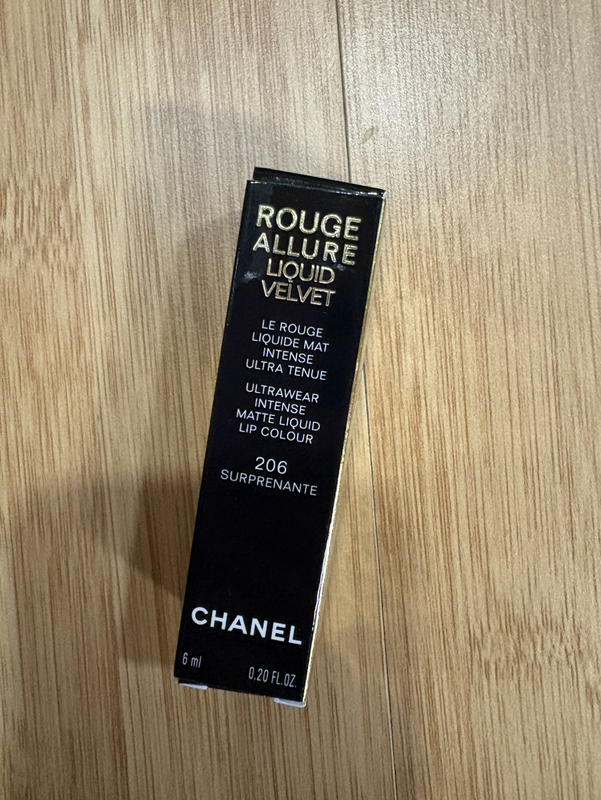 ROUGE
ALLURE
LIQUID
VELVET
LE ROUGE
LIQUIDE MAT
INTENSE
ULTRA TENUE
ULTRAWEAR
INTENSE
MATTE LIQUID
LIP COLOUR
206
SURPRENANTE
CHANEL
6 ml 0.20 FL.OZ.